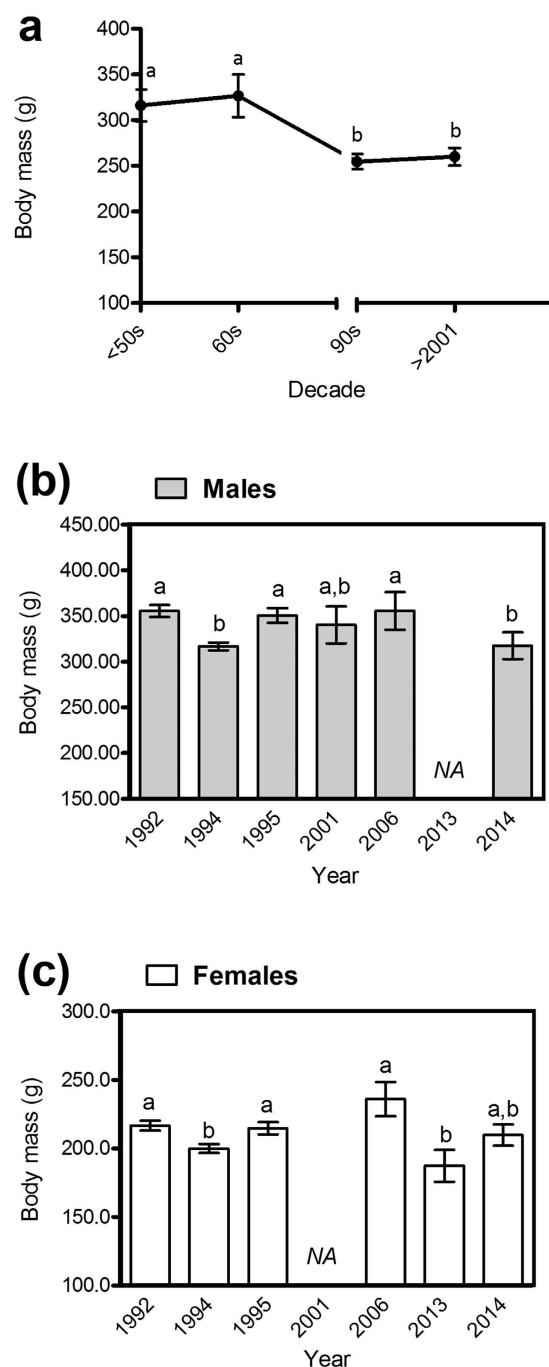 a
400
350
300
250
200
150
100
Body mass (g)
a
a
b
b
<50s
60s
90s
>2001
Decade
(b)
Males
450.00
400.00
350.00
300.00
250.00
200.00
150.00
Body mass (g)
a
b
a
a,b
a
NA
b
1992
1994
1995
2001
2006
2013
2014
Year
(c)
Females
300.0
250.0
200.0
150.0
100.0
Body mass (g)
a
b
a
NA
a
b
a,b
1992
1994
1995
2001
2006
2013
2014
Year